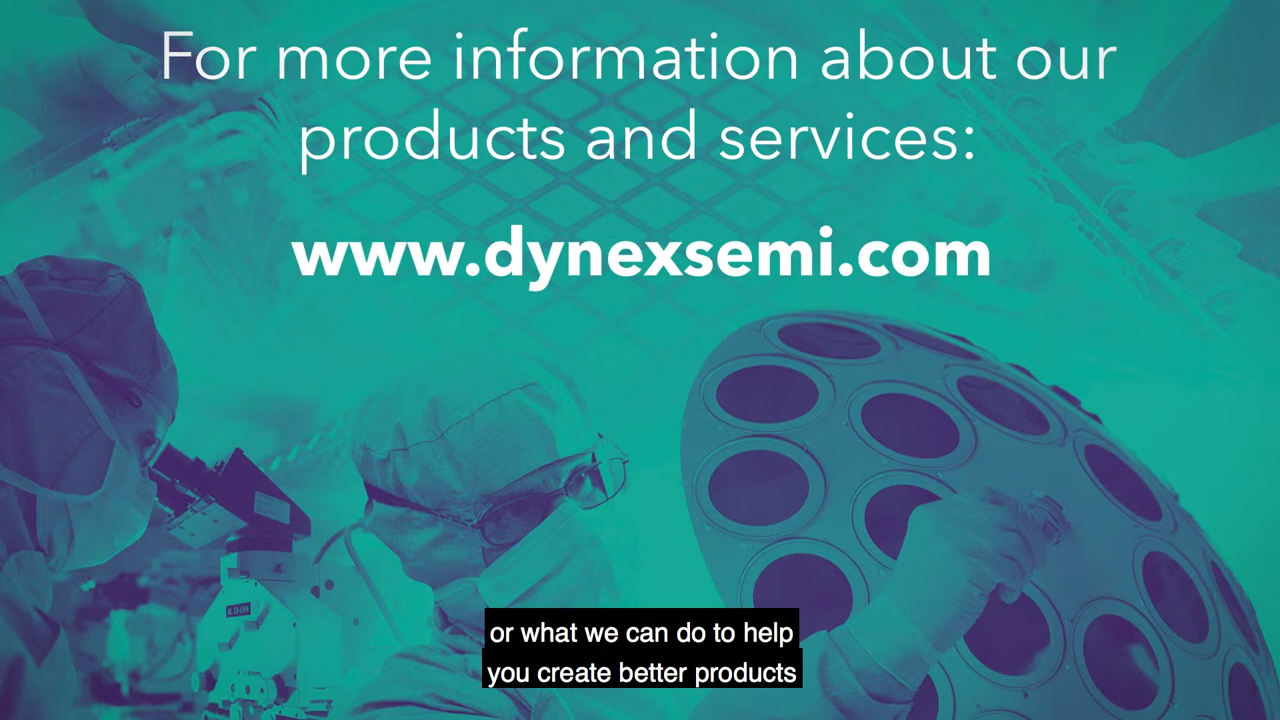 For more information about our
products and services:
www.dynexsemi.com
or what we can do to help
you create better products